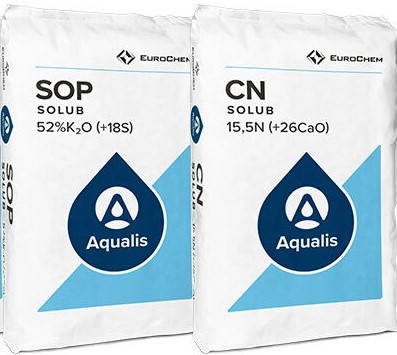 EUROCHEM
SOP
SOLUB
52%K₂O (+18S)
Aqualis
SOP
EUROCHEM
CN
SOLUB
15,5N (+26CaO)
Aqualis
CN